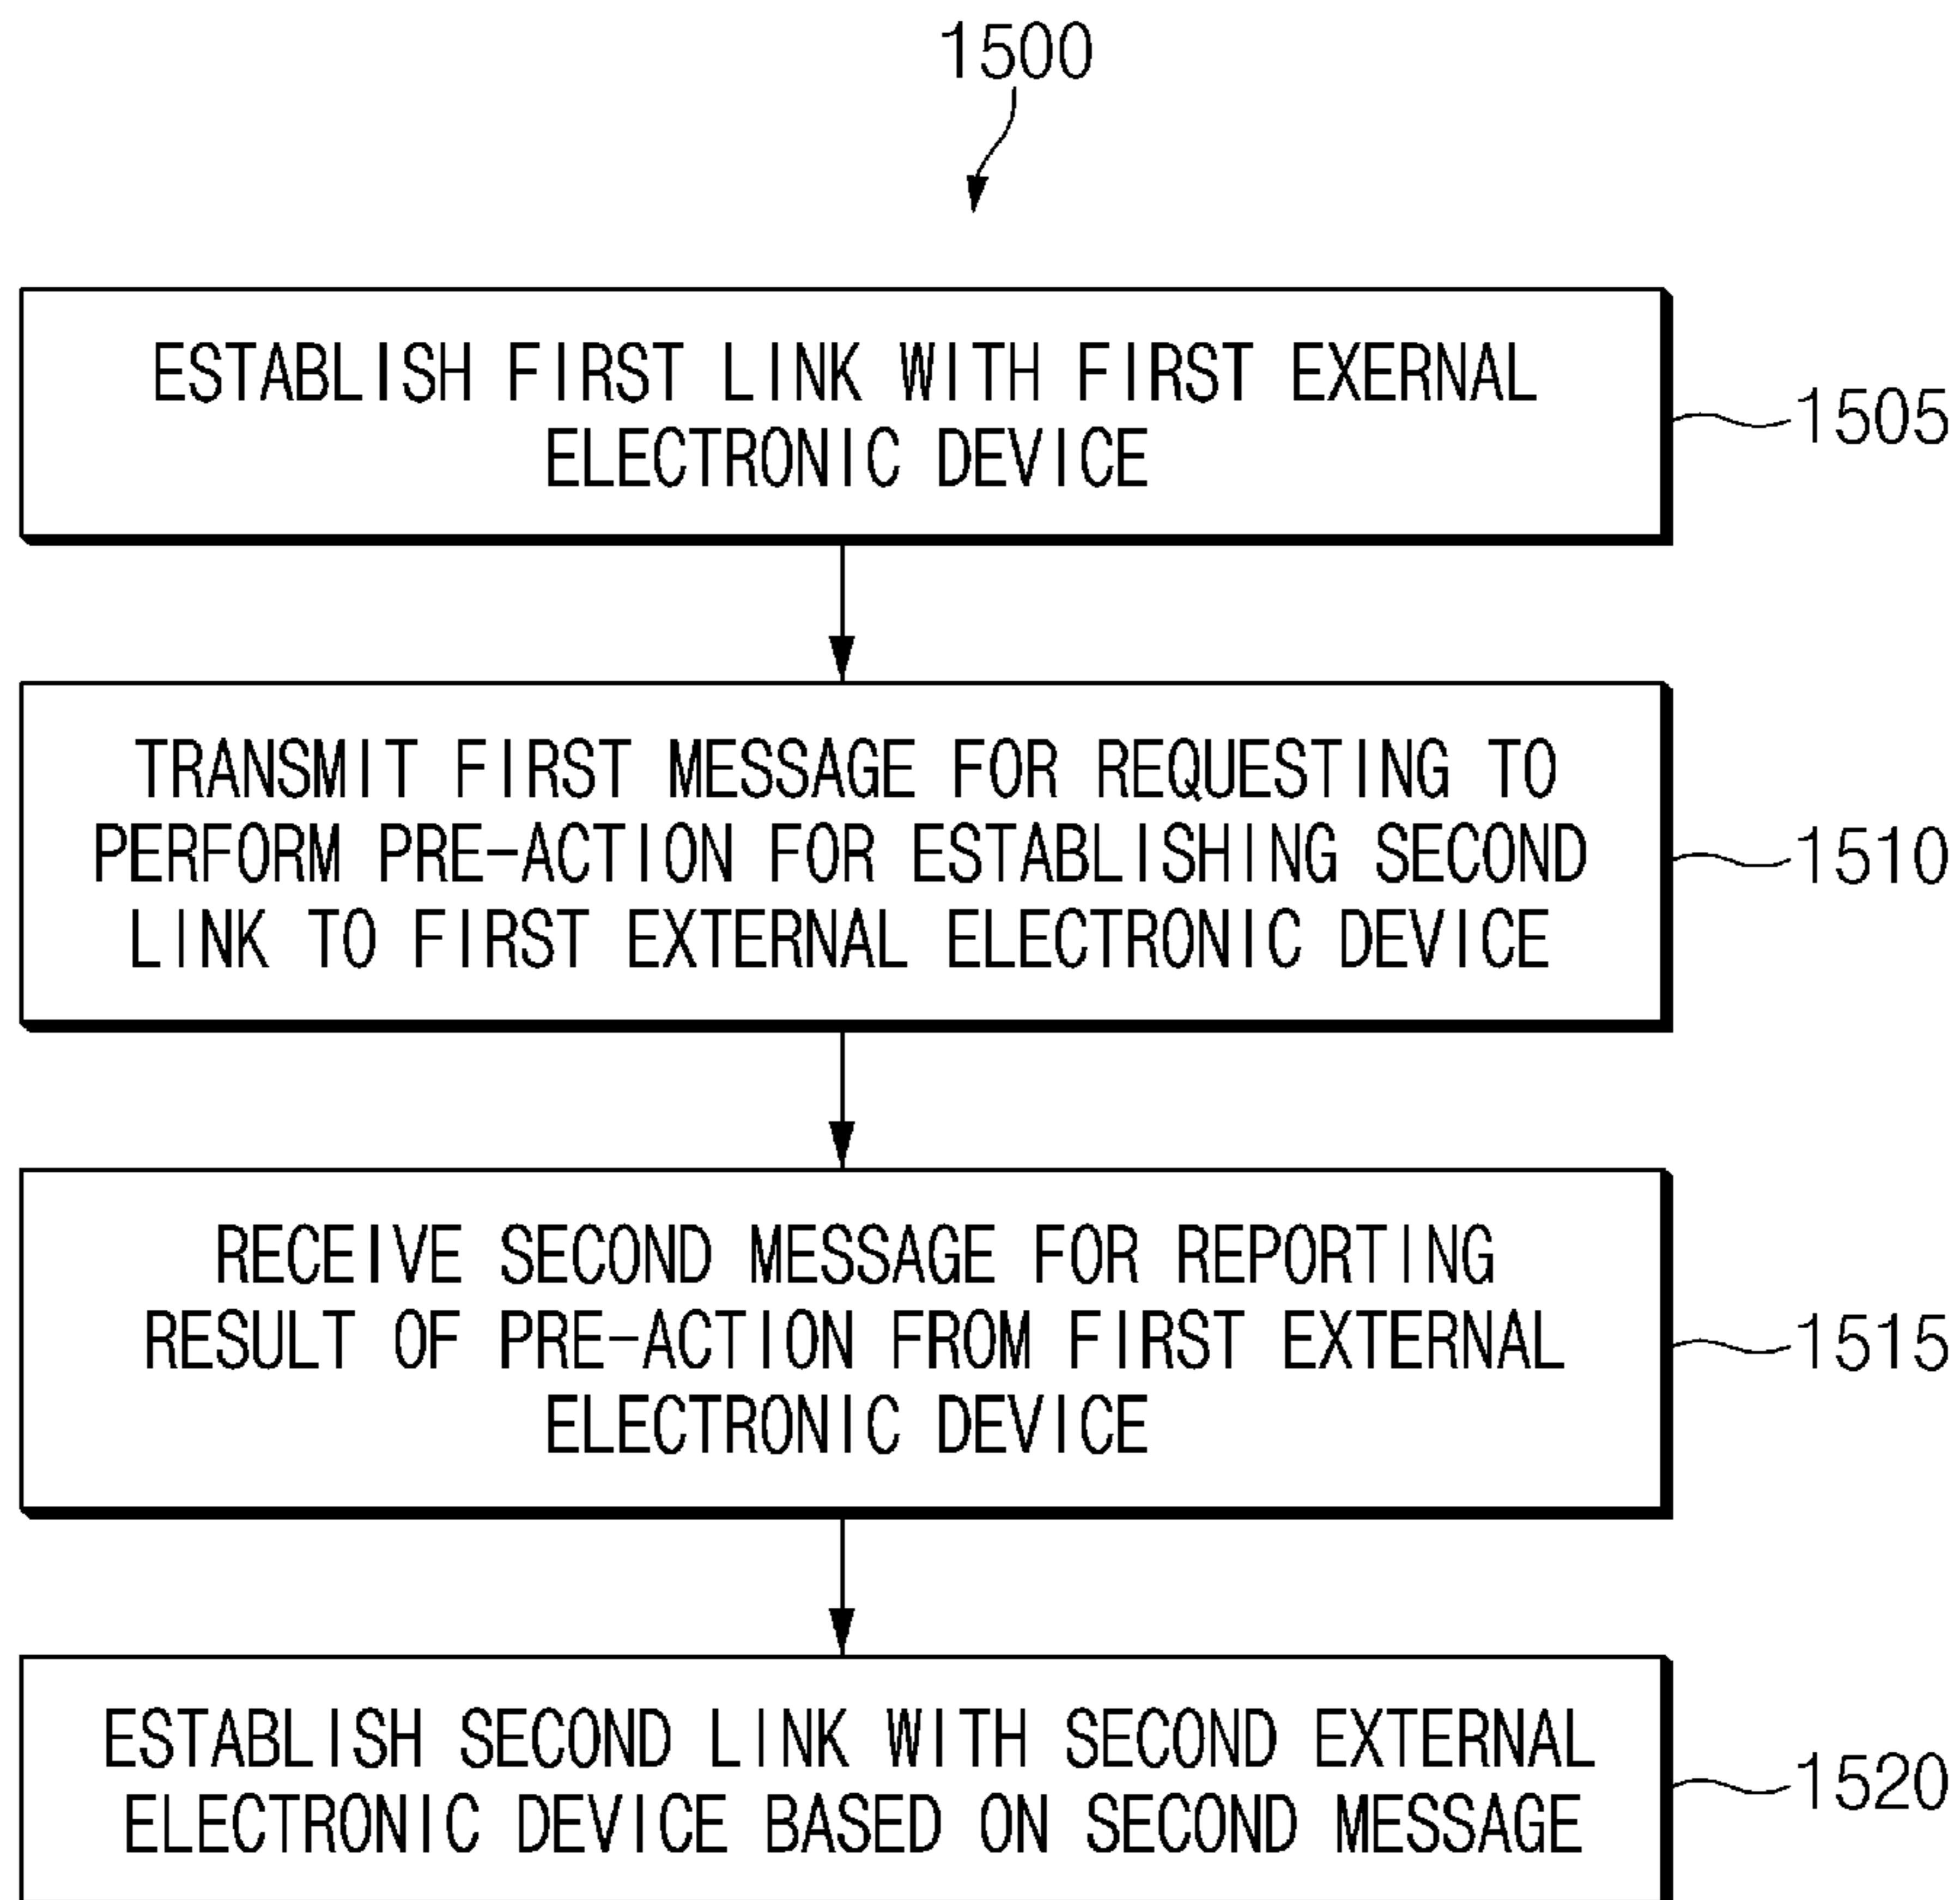 1500
ESTABLISH FIRST LINK WITH FIRST EXERNAL
ELECTRONIC DEVICE
1505
TRANSMIT FIRST MESSAGE FOR REQUESTING TO
PERFORM PRE-ACTION FOR ESTABLISHING SECOND
LINK TO FIRST EXTERNAL ELECTRONIC DEVICE
1510
RECEIVE SECOND MESSAGE FOR REPORTING
RESULT OF PRE-ACTION FROM FIRST EXTERNAL
ELECTRONIC DEVICE
1515
ESTABLISH SECOND LINK WITH SECOND EXTERNAL
ELECTRONIC DEVICE BASED ON SECOND MESSAGE
1520